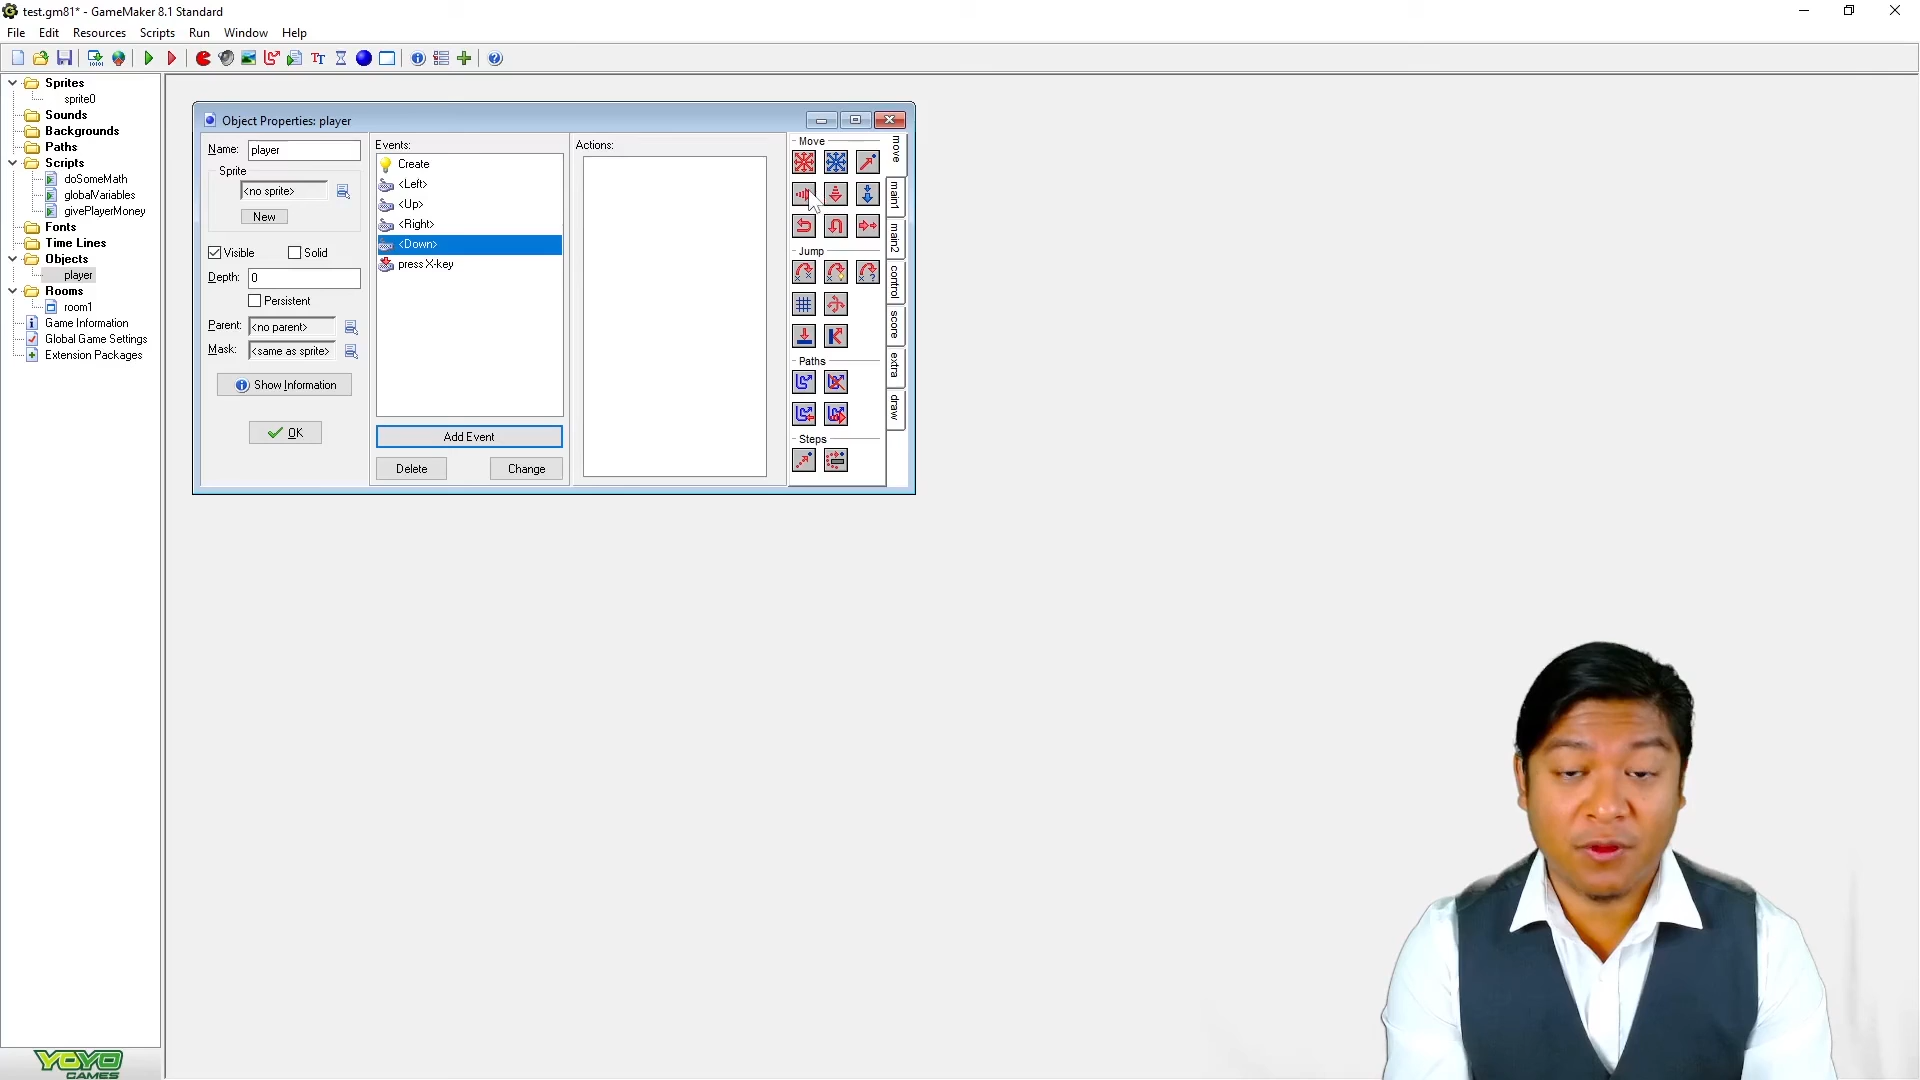 test.gm81* - GameMaker 8.1 Standard
File Edit Resources Scripts Run Window Help
Sprites
sprite0
Sounds
Backgrounds
Paths
Scripts
doSomeMath
globalVariables
givePlayerMoney
Fonts
Time Lines
Objects
player
Rooms
room1
Game Information
Global Game Settings
Extension Packages
YOYO
GAMES
Object Properties: player
Name: player
Sprite
<no sprite>
New
Visible Solid
Depth: 0
Persistent
Parent: <no parent>
Mask: <same as sprite>
Show Information
OK
Events:
Create
<Left>
<Up>
<Right>
<Down>
press X-key
Add Event
Delete Change
Actions:
Move
Jump
Paths
Steps
move
main1
main2
control
score
extra
draw